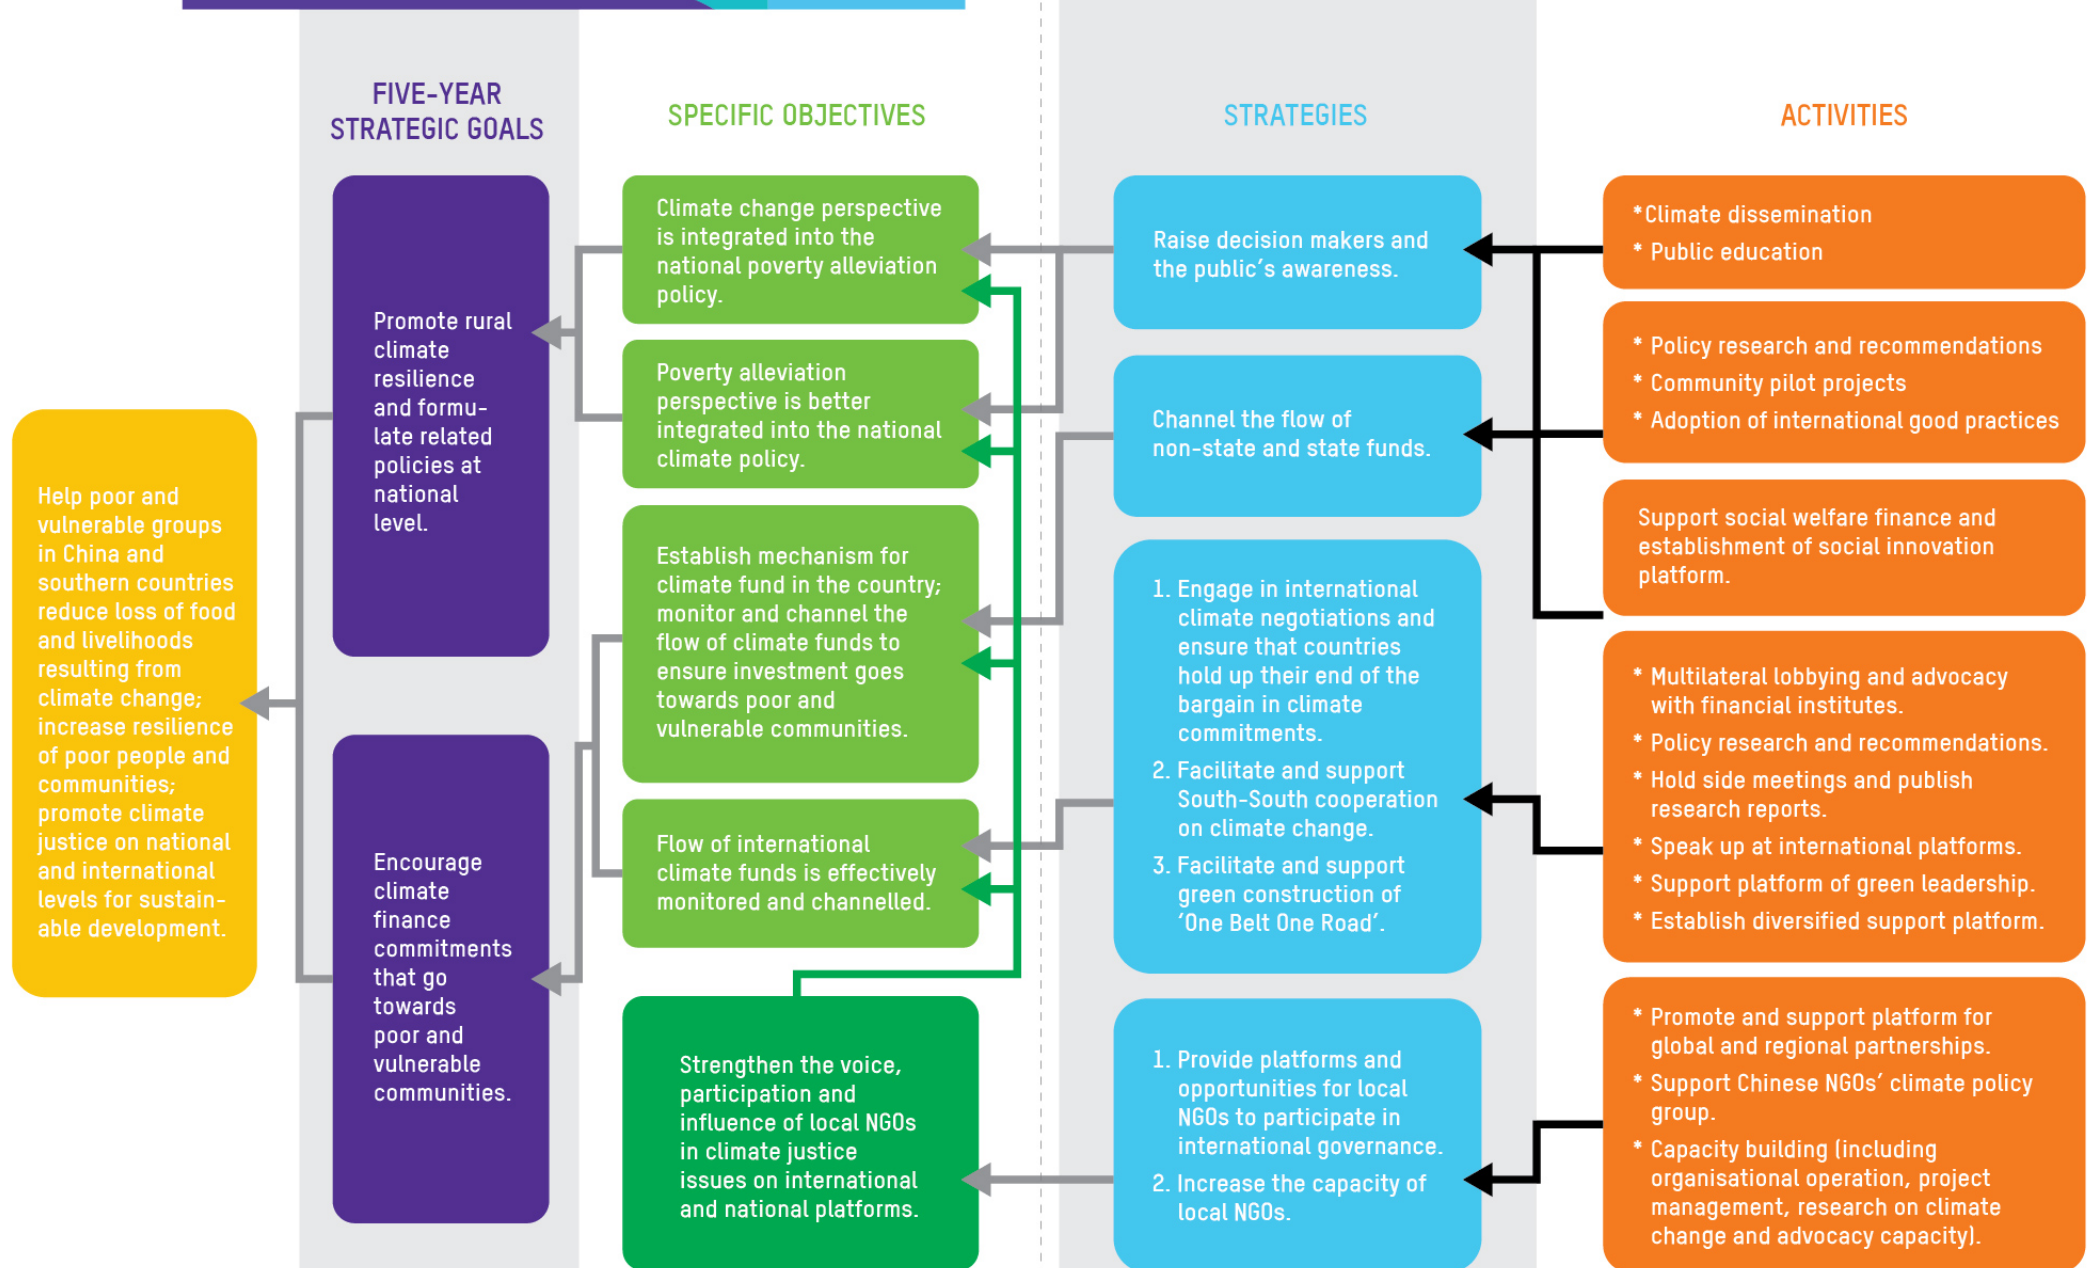 FIVE-YEAR
STRATEGIC GOALS
SPECIFIC OBJECTIVES
STRATEGIES
ACTIVITIES
Help poor and
vulnerable groups
in China and
southern countries
reduce loss of food
and livelihoods
resulting from
climate change;
increase resilience
of poor people and
communities;
promote climate
justice on national
and international
levels for sustain-
able development.
Promote rural
climate
resilience
and formu-
late related
policies at
national
level.
Encourage
climate
finance
commitments
that go
towards
poor and
vulnerable
communities.
Climate change perspective
is integrated into the
national poverty alleviation
policy.
Poverty alleviation
perspective is better
integrated into the national
climate policy.
Establish mechanism for
climate fund in the country;
monitor and channel the
flow of climate funds to
ensure investment goes
towards poor and
vulnerable communities.
Flow of international
climate funds is effectively
monitored and channelled.
Strengthen the voice,
participation and
influence of local NGOs
in climate justice
issues on international
and national platforms.
Raise decision makers and
the public's awareness.
Channel the flow of
non-state and state funds.
1. Engage in international
climate negotiations and
ensure that countries
hold up their end of the
bargain in climate
commitments.
2. Facilitate and support
South-South cooperation
on climate change.
3. Facilitate and support
green construction of
'One Belt One Road'.
1. Provide platforms and
opportunities for local
NGOs to participate in
international governance.
2. Increase the capacity of
local NGOs.
*Climate dissemination
* Public education
* Policy research and recommendations
* Community pilot projects
* Adoption of international good practices
Support social welfare finance and
establishment of social innovation
platform.
* Multilateral lobbying and advocacy
with financial institutes.
* Policy research and recommendations.
* Hold side meetings and publish
research reports.
* Speak up at international platforms.
* Support platform of green leadership.
* Establish diversified support platform.
* Promote and support platform for
global and regional partnerships.
* Support Chinese NGOs' climate policy
group.
* Capacity building (including
organisational operation, project
management, research on climate
change and advocacy capacity).